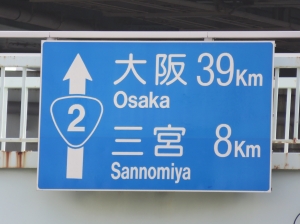 2
大阪 39Km
Osaka
三宮 8Km
Sannomiya